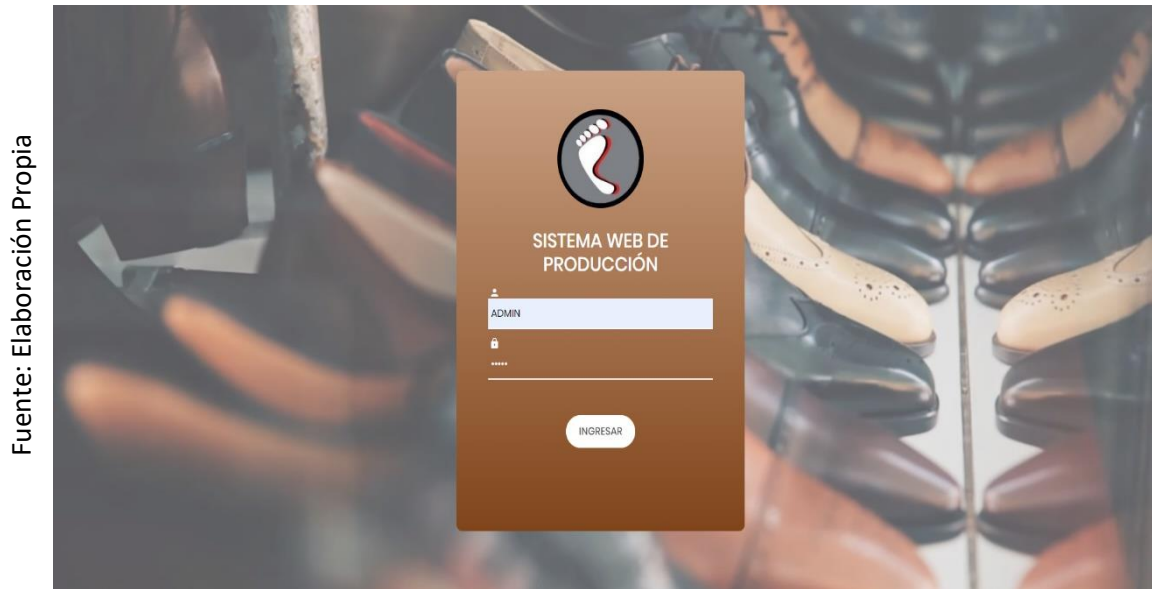 Fuente: Elaboración Propia
SISTEMA WEB DE
PRODUCCIÓN
ADMIN
•••••
INGRESAR